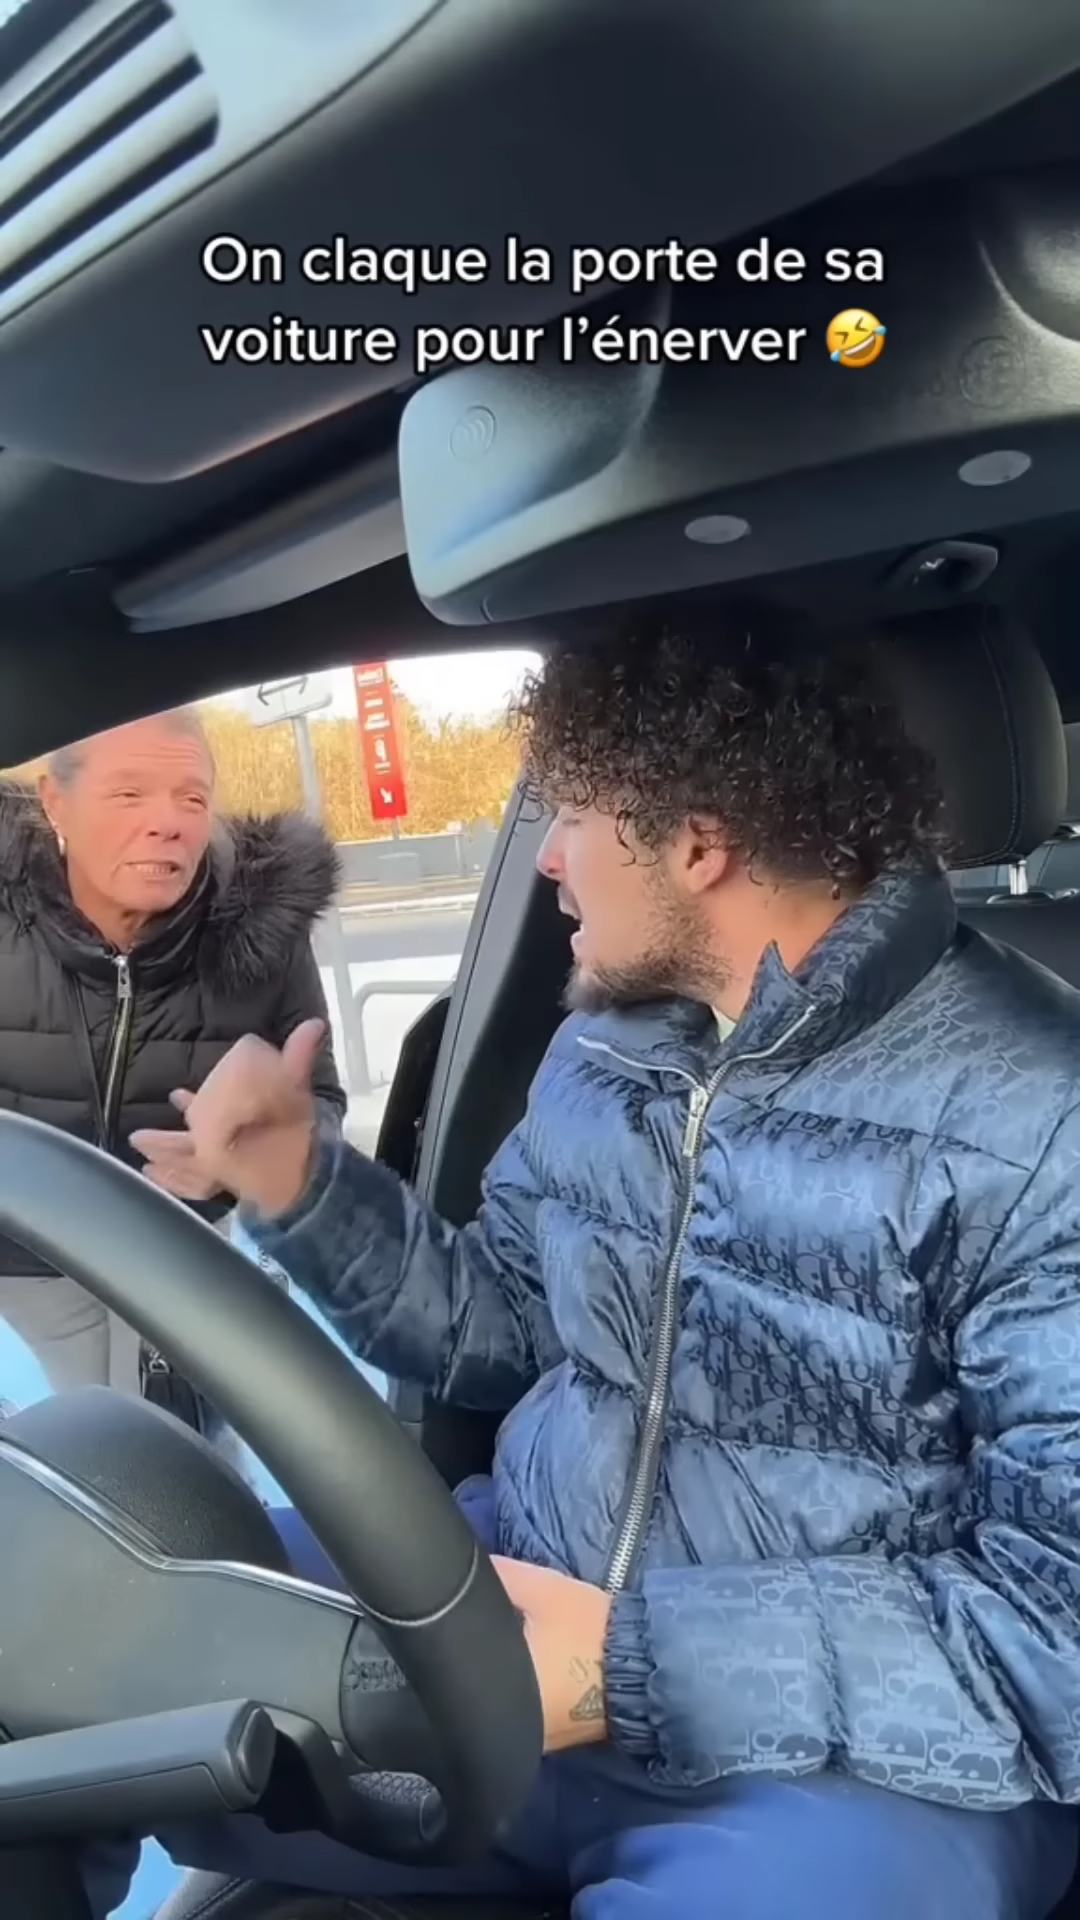 On claque la porte de sa
voiture pour l’énerver 🤣